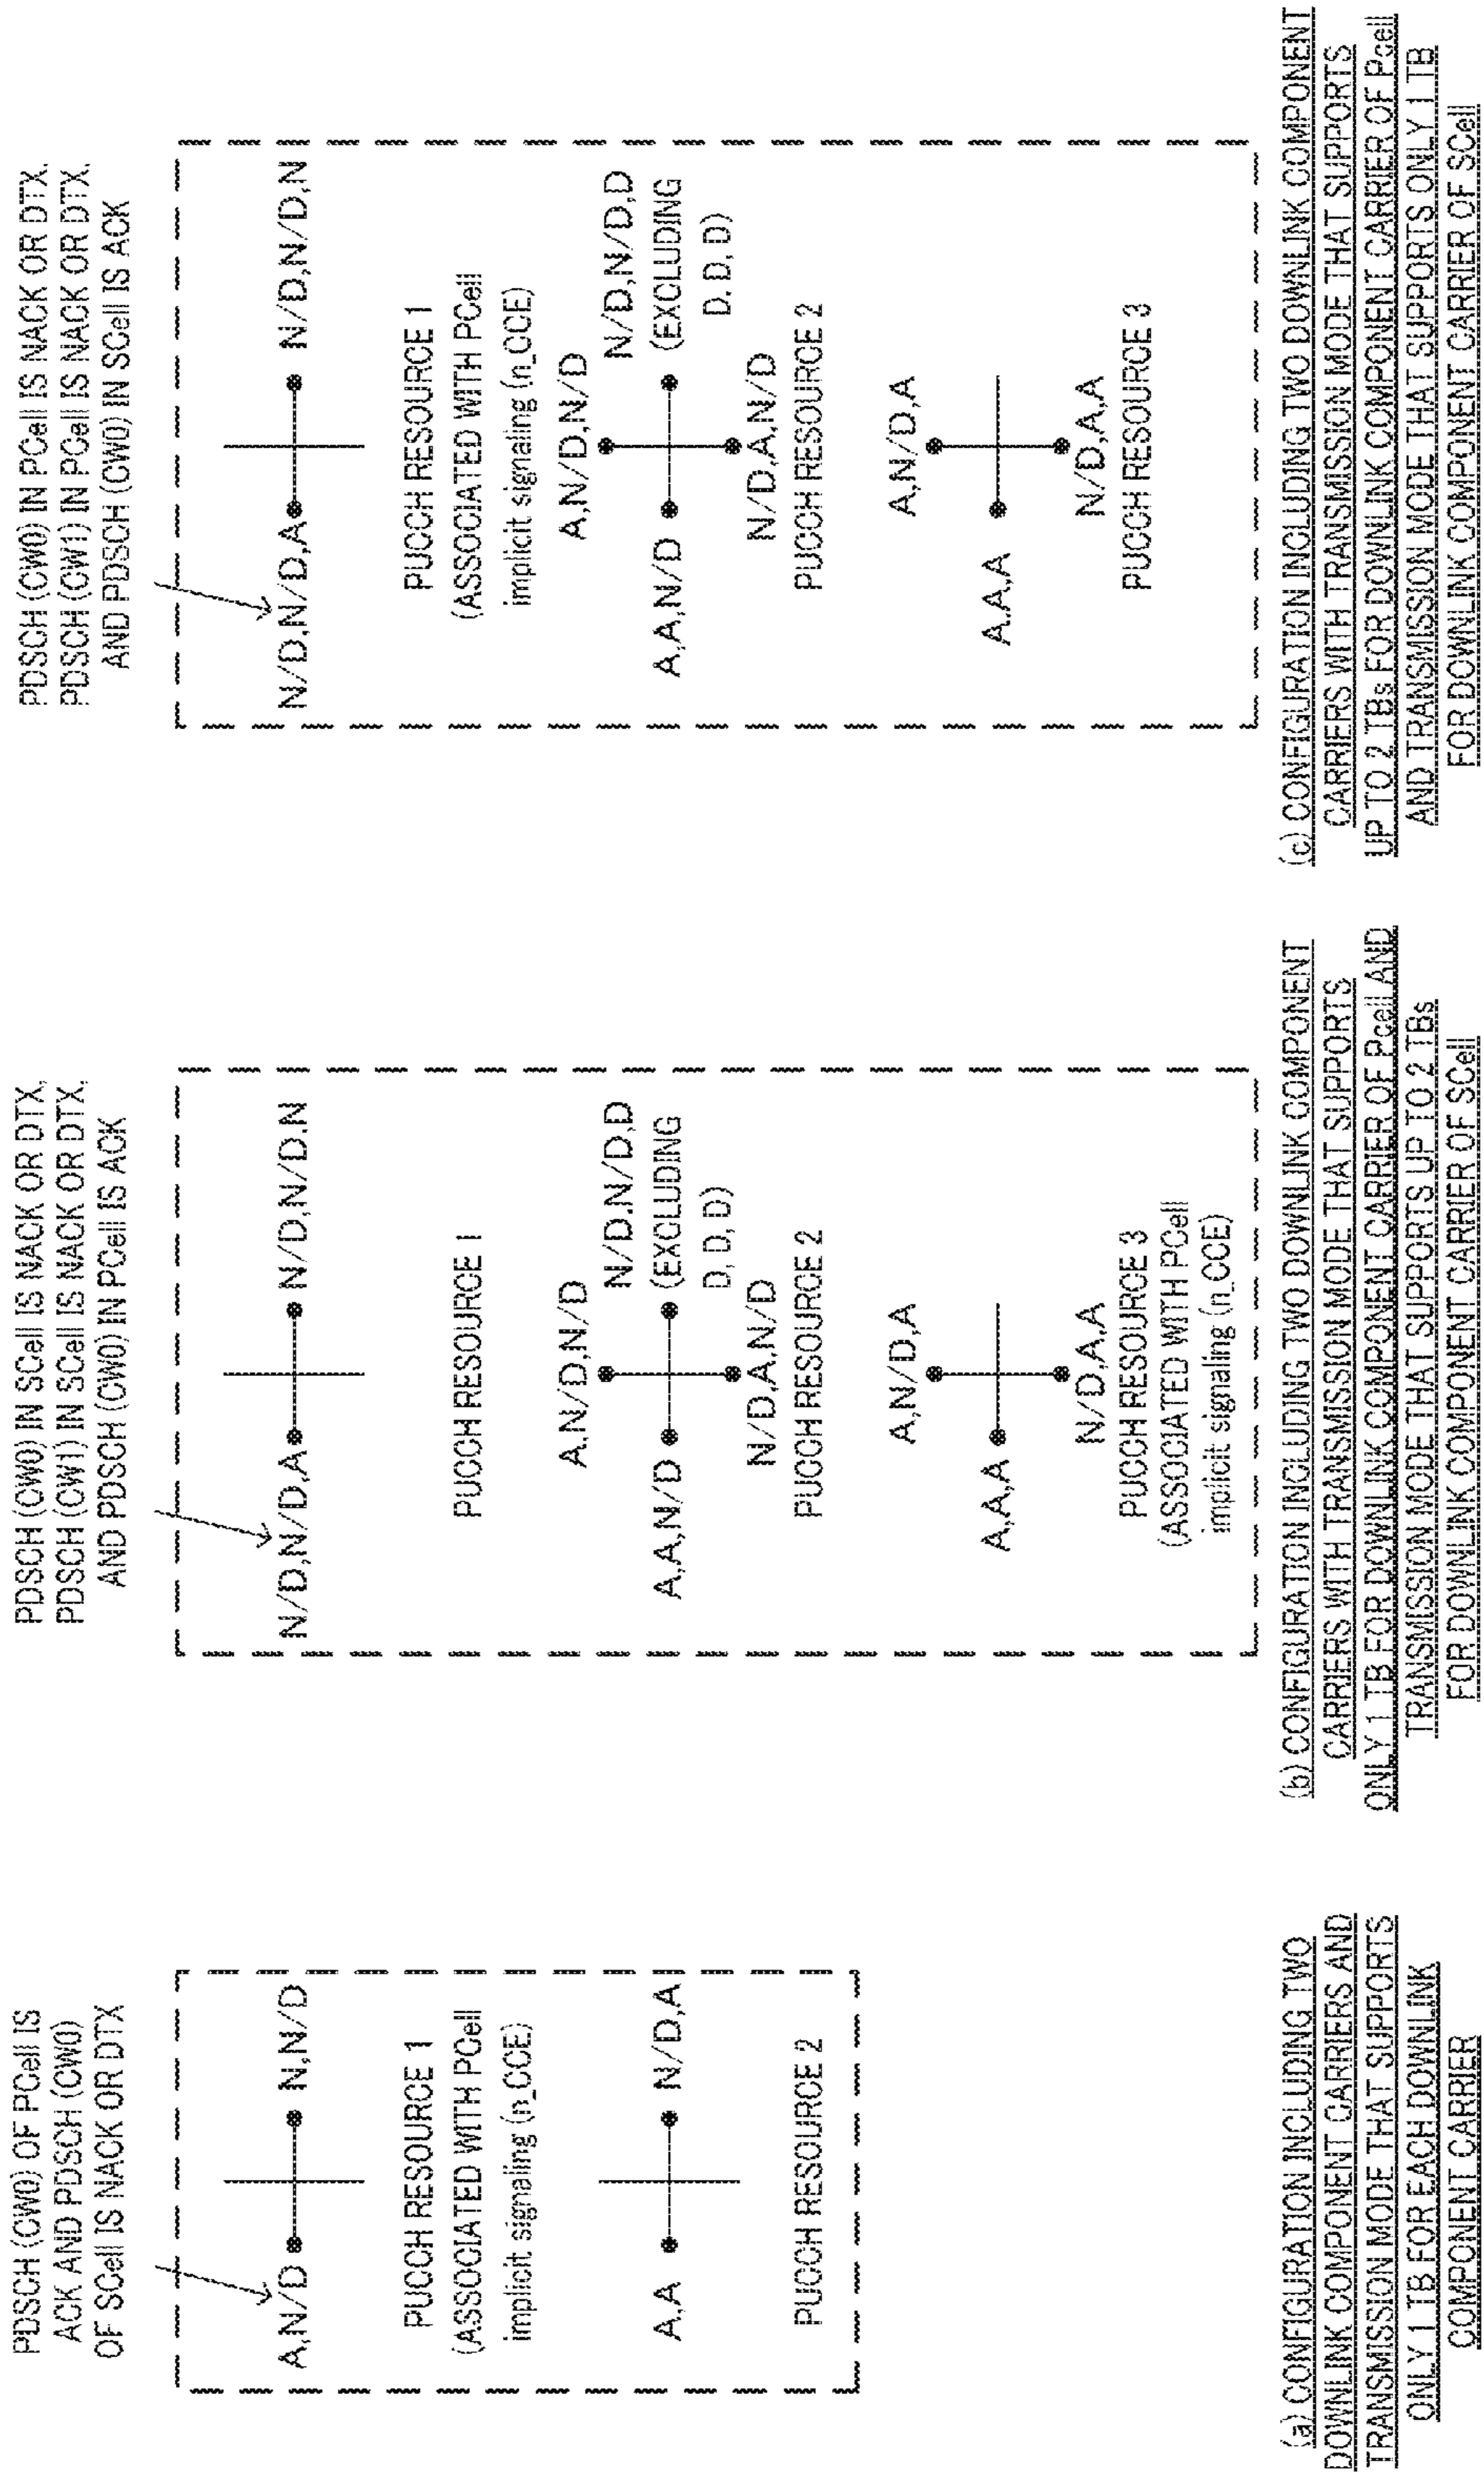 PDSCH (CW0) OF PCell IS
ACK AND PDSCH (CW0)
OF SCell IS NACK OR DTX
A,N/D
N,N/D
PUCCH RESOURCE 1
(ASSOCIATED WITH PCell
implicit signaling (n_CCE)
A,A
N/D,A
PUCCH RESOURCE 2
(a) CONFIGURATION INCLUDING TWO
DOWNLINK COMPONENT CARRIERS AND
TRANSMISSION MODE THAT SUPPORTS
ONLY 1 TB FOR EACH DOWNLINK
COMPONENT CARRIER
PDSCH (CW0) IN SCell IS NACK OR DTX,
PDSCH (CW1) IN SCell IS NACK OR DTX,
AND PDSCH (CW0) IN PCell IS ACK
N/D,N/D,A
N/D,N/D,N
PUCCH RESOURCE 1
A,N/D,N/D
N/D,N/D,D
A,A,N/D
(EXCLUDING
D, D, D)
N/D,A,N/D
PUCCH RESOURCE 2
A,N/D,A
A,A,A
N/D,A,A
PUCCH RESOURCE 3
(ASSOCIATED WITH PCell
implicit signaling (n_CCE)
(b) CONFIGURATION INCLUDING TWO DOWNLINK COMPONENT
CARRIERS WITH TRANSMISSION MODE THAT SUPPORTS
ONLY 1 TB FOR DOWNLINK COMPONENT CARRIER OF Pcell AND
TRANSMISSION MODE THAT SUPPORTS UP TO 2 TBs
FOR DOWNLINK COMPONENT CARRIER OF SCell
PDSCH (CW0) IN PCell IS NACK OR DTX,
PDSCH (CW1) IN PCell IS NACK OR DTX,
AND PDSCH (CW0) IN SCell IS ACK
N/D,N/D,A
N/D,N/D,N
PUCCH RESOURCE 1
(ASSOCIATED WITH PCell
implicit signaling (n_CCE)
A,N/D,N/D
N/D,N/D,D
A,A,N/D
(EXCLUDING
D, D, D)
N/D,A,N/D
PUCCH RESOURCE 2
A,N/D,A
A,A,A
N/D,A,A
PUCCH RESOURCE 3
(c) CONFIGURATION INCLUDING TWO DOWNLINK COMPONENT
CARRIERS WITH TRANSMISSION MODE THAT SUPPORTS
UP TO 2 TBs FOR DOWNLINK COMPONENT CARRIER OF Pcell
AND TRANSMISSION MODE THAT SUPPORTS ONLY 1 TB
FOR DOWNLINK COMPONENT CARRIER OF SCell